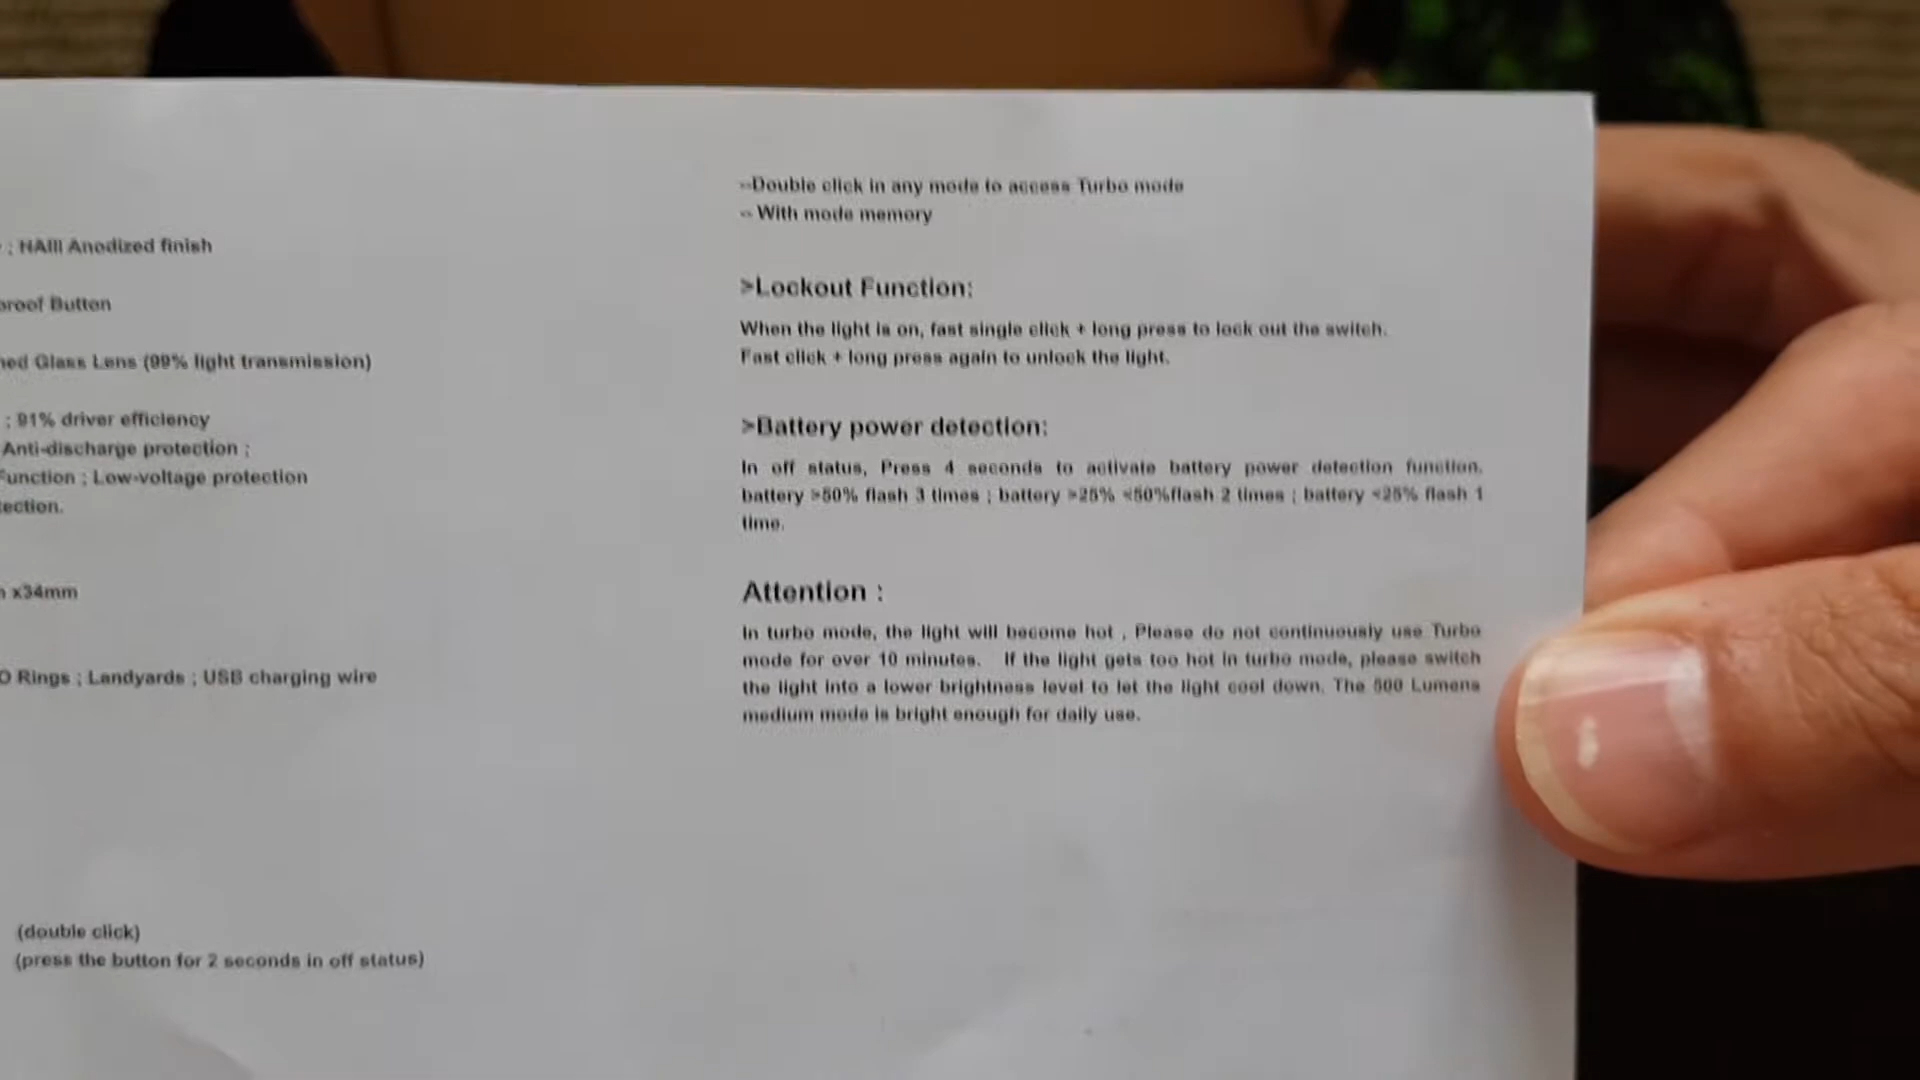 ; HAIII Anodized finish
proof Button
ned Glass Lens (99% light transmission)
; 91% driver efficiency
Anti-discharge protection ;
Function ; Low-voltage protection
tection.
x34mm
O Rings ; Landyards ; USB charging wire
(double click)
(press the button for 2 seconds in off status)
--Double click in any mode to access Turbo mode
-- With mode memory
>Lockout Function:
When the light is on, fast single click + long press to lock out the switch.
Fast click + long press again to unlock the light.
>Battery power detection:
In off status, Press 4 seconds to activate battery power detection function.
battery >50% flash 3 times ; battery >25% <50%flash 2 times ; battery <25% flash 1
time.
Attention :
In turbo mode, the light will become hot , Please do not continuously use Turbo
mode for over 10 minutes. If the light gets too hot in turbo mode, please switch
the light into a lower brightness level to let the light cool down. The 500 Lumens
medium mode is bright enough for daily use.